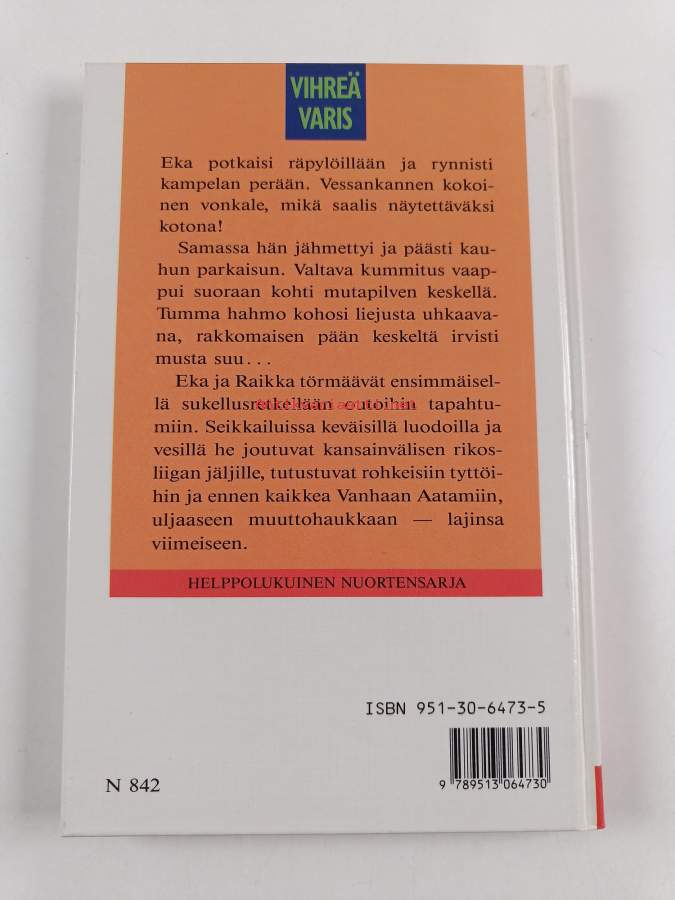 VIHREÄ
VARIS
Eka potkaisi räpylöillään ja rynnisti
kampelan perään. Vessankannen kokoi-
nen vonkale, mikä saalis näytettäväksi
kotona!
Samassa hän jähmettyi ja päästi kau-
hun parkaisun. Valtava kummitus vaap-
pui suoraan kohti mutapilven keskellä.
Tumma hahmo kohosi liejusta uhkaava-
na, rakkomaisen pään keskeltä irvisti
musta suu...
Eka ja Raikka törmäävät ensimmäisel-
lä sukellusretkellään outoihin tapahtu-
miin. Seikkailuissa keväisillä luodoilla ja
vesillä he joutuvat kansainvälisen rikos-
liigan jäljille, tutustuvat rohkeisiin tyttöi-
hin ja ennen kaikkea Vanhaan Aatamiin,
uljaaseen muuttohaukkaan — lajinsa
viimeiseen.
HELPPOLUKUINEN NUORTENSARJA
ISBN 951-30-6473-5
N 842
9 789513 064730